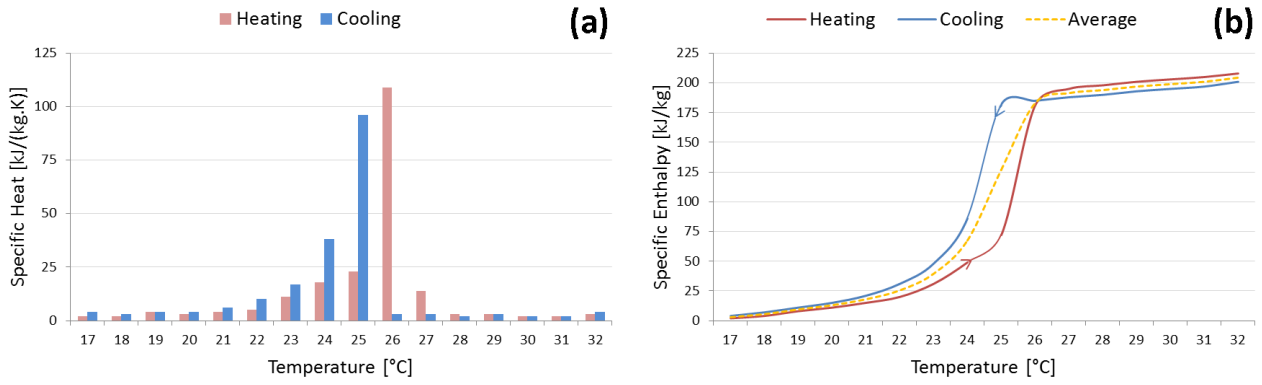 Heating Cooling (a)
Specific Heat [kJ/(kg.K)]
125
100
75
50
25
0
17 18 19 20 21 22 23 24 25 26 27 28 29 30 31 32
Temperature [°C]
Heating Cooling Average (b)
Specific Enthalpy [kJ/kg]
225
200
175
150
125
100
75
50
25
0
17 18 19 20 21 22 23 24 25 26 27 28 29 30 31 32
Temperature [°C]